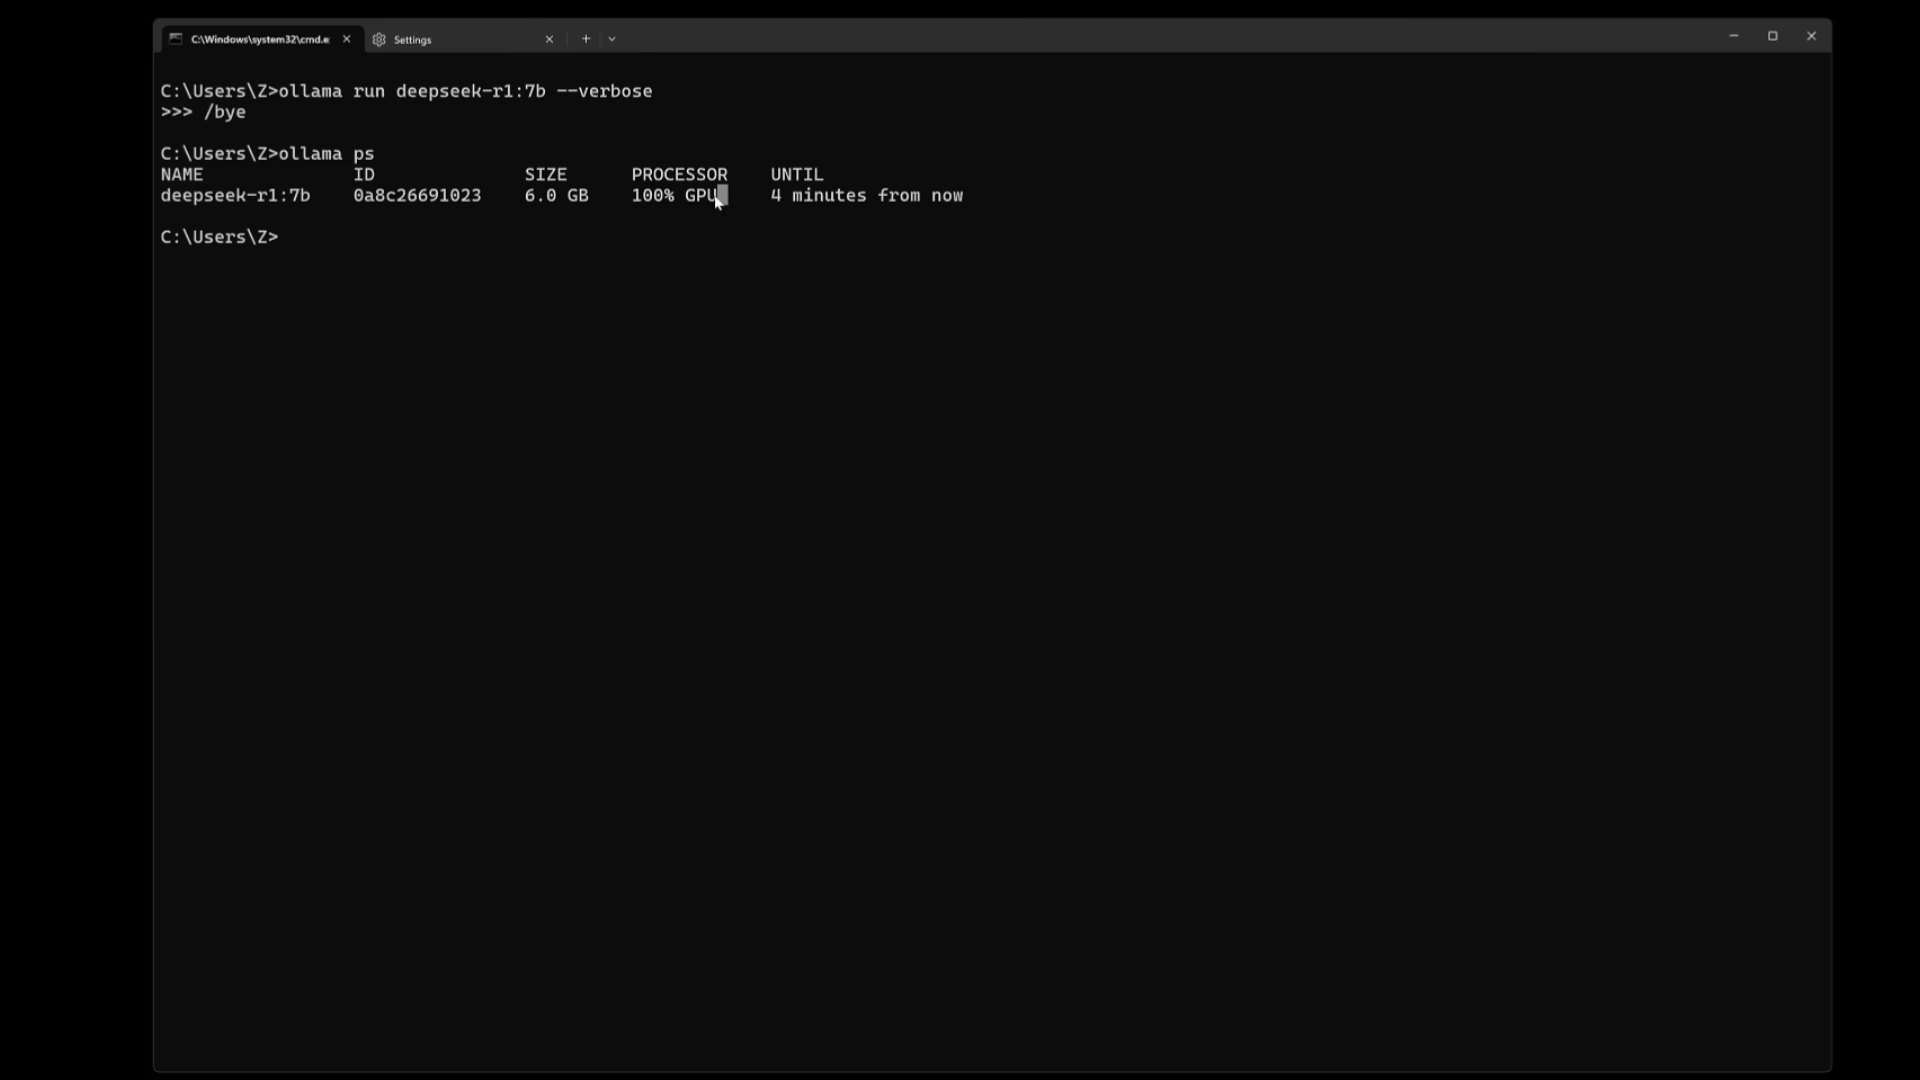 C:\Windows\system32\cmd.e
Settings
C:\Users\Z>ollama run deepseek-r1:7b --verbose
>>> /bye
C:\Users\Z>ollama ps
NAME ID SIZE PROCESSOR UNTIL
deepseek-r1:7b 0a8c26691023 6.0 GB 100% GPU 4 minutes from now
C:\Users\Z>